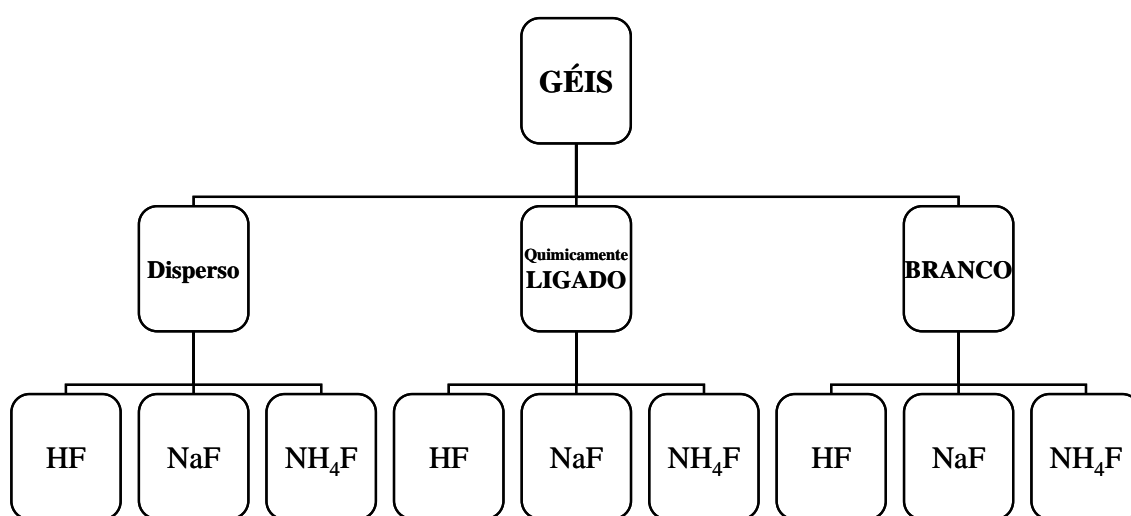 GÉIS
Disperso
Quimicamente
LIGADO
BRANCO
HF
NaF
NH₄F
HF
NaF
NH₄F
HF
NaF
NH₄F